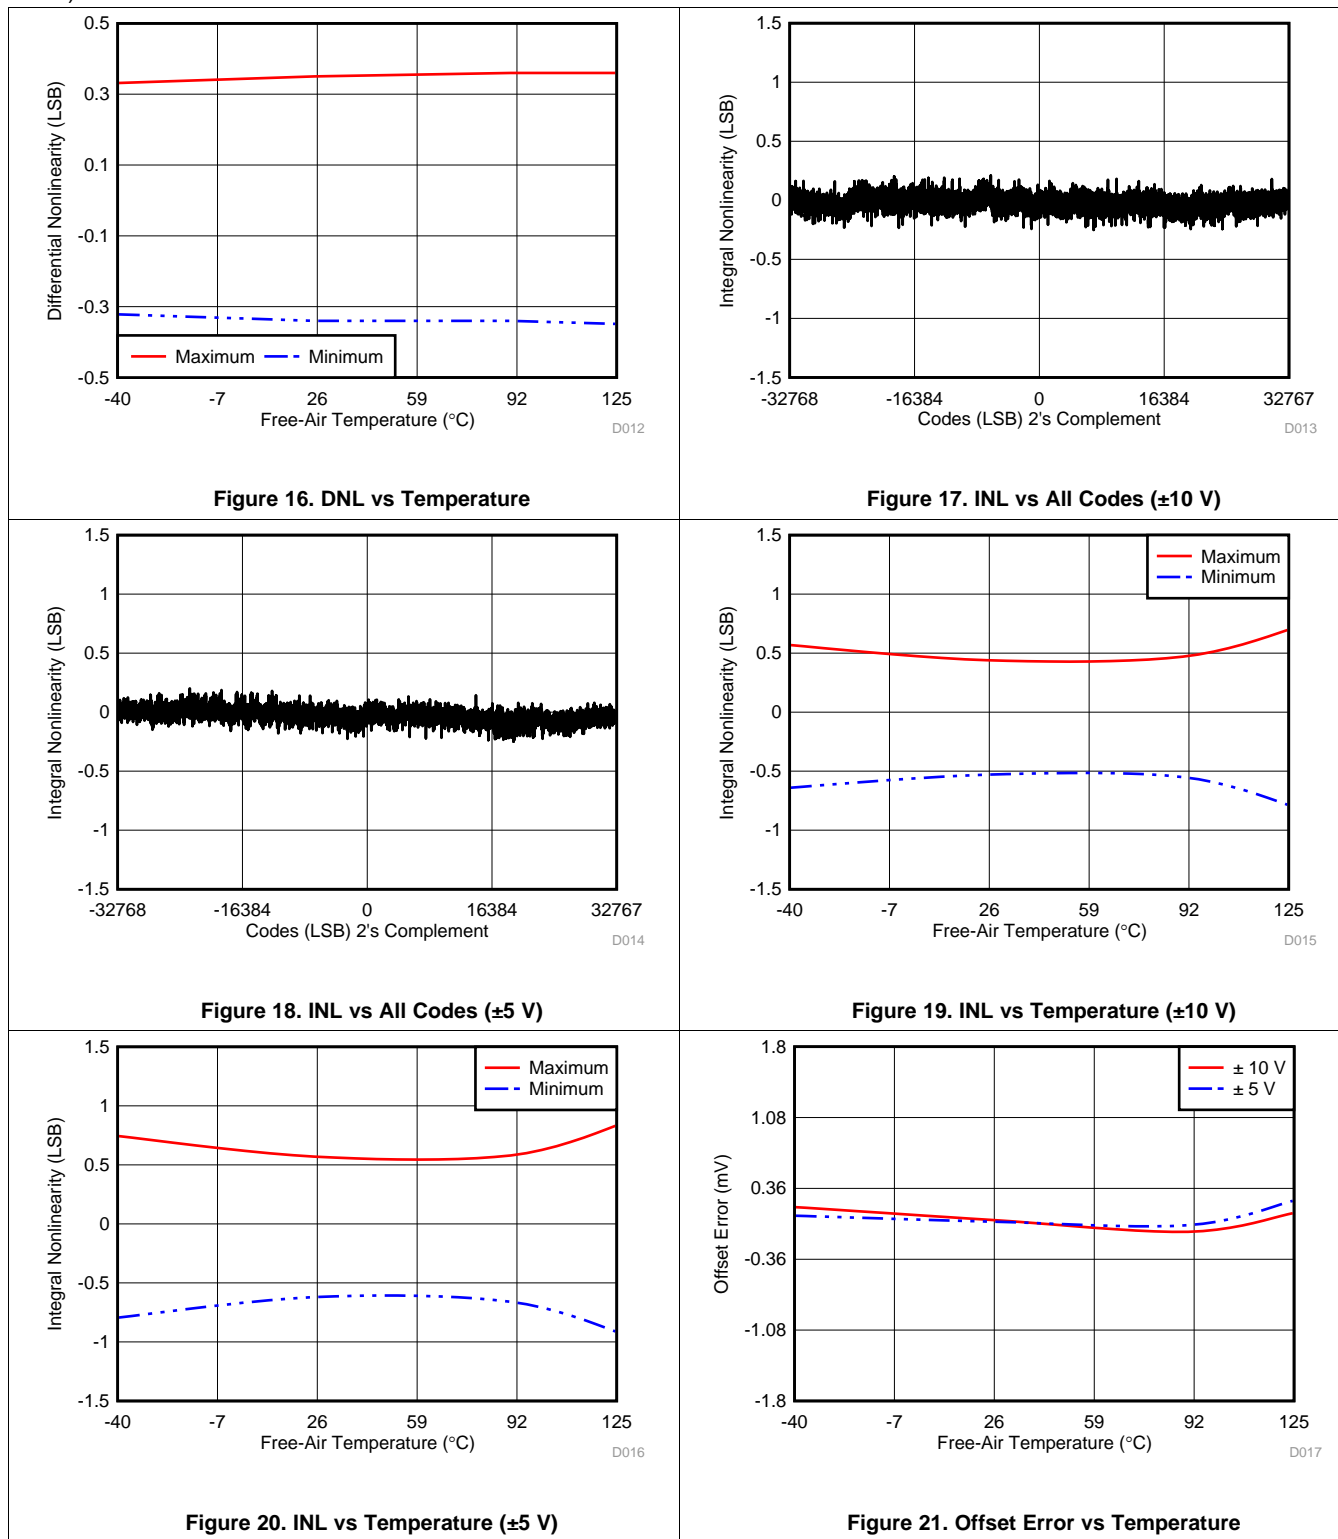 0.5
0.3
0.1
-0.1
-0.3
-0.5
Differential Nonlinearity (LSB)
Maximum
Minimum
-40
-7
26
59
92
125
Free-Air Temperature (°C)
D012
Figure 16. DNL vs Temperature
1.5
1
0.5
0
-0.5
-1
-1.5
Integral Nonlinearity (LSB)
-32768
-16384
0
16384
32767
Codes (LSB) 2's Complement
D013
Figure 17. INL vs All Codes (±10 V)
1.5
1
0.5
0
-0.5
-1
-1.5
Integral Nonlinearity (LSB)
-32768
-16384
0
16384
32767
Codes (LSB) 2's Complement
D014
Figure 18. INL vs All Codes (±5 V)
1.5
1
0.5
0
-0.5
-1
-1.5
Integral Nonlinearity (LSB)
Maximum
Minimum
-40
-7
26
59
92
125
Free-Air Temperature (°C)
D015
Figure 19. INL vs Temperature (±10 V)
1.5
1
0.5
0
-0.5
-1
-1.5
Integral Nonlinearity (LSB)
Maximum
Minimum
-40
-7
26
59
92
125
Free-Air Temperature (°C)
D016
Figure 20. INL vs Temperature (±5 V)
1.8
1.08
0.36
-0.36
-1.08
-1.8
Offset Error (mV)
± 10 V
± 5 V
-40
-7
26
59
92
125
Free-Air Temperature (°C)
D017
Figure 21. Offset Error vs Temperature